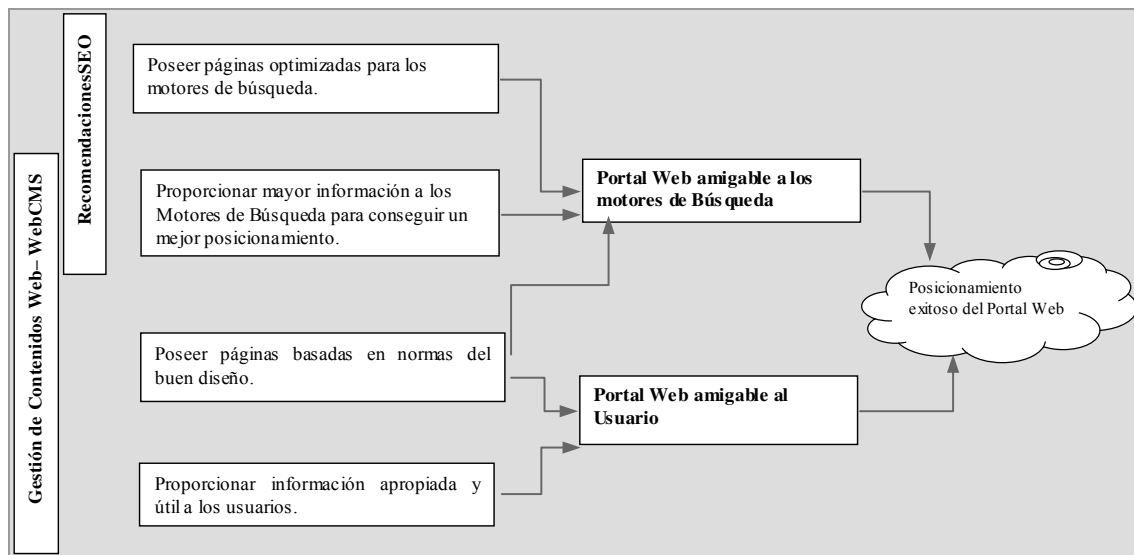 RecomendacionesSEO
Gestión de Contenidos Web– WebCMS
Poseer páginas optimizadas para los
motores de búsqueda.
Proporcionar mayor información a los
Motores de Búsqueda para conseguir un
mejor posicionamiento.
Poseer páginas basadas en normas del
buen diseño.
Proporcionar información apropiada y
útil a los usuarios.
Portal Web amigable a los
motores de Búsqueda
Portal Web amigable al
Usuario
Posicionamiento
exitoso del Portal Web